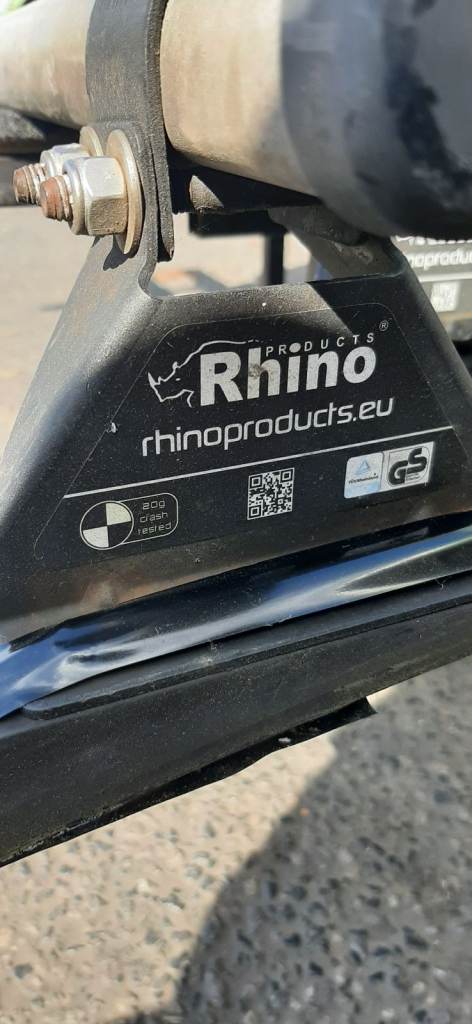 PRODUCTS®
Rhino
rhinoproducts.eu
20g
crash
tested
GS